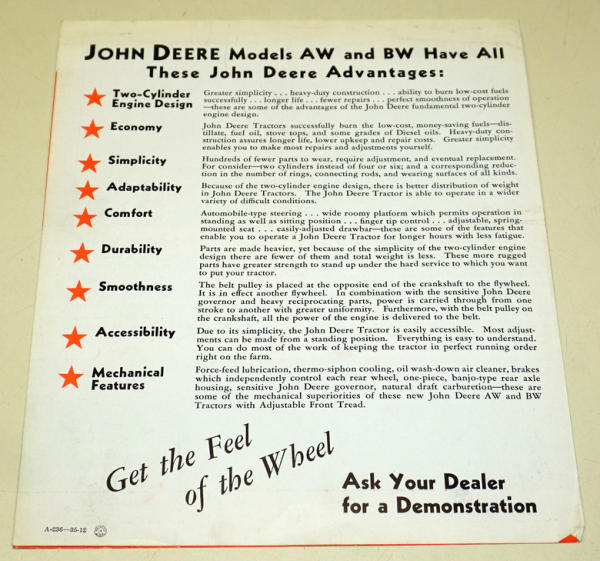 JOHN DEERE Models AW and BW Have All
These John Deere Advantages:
Two-Cylinder
Engine Design
Greater simplicity . . . heavy-duty construction . . . ability to burn low-cost fuels
successfully . . . longer life . . . fewer repairs . . . perfect smoothness of operation
—these are some of the advantages of the John Deere fundamental two-cylinder
engine design.
Economy
John Deere Tractors successfully burn the low-cost, money-saving fuels—dis-
tillate, fuel oil, stove tops, and some grades of Diesel oils. Heavy-duty con-
struction assures longer life, lower upkeep and repair costs. Greater simplicity
enables you to make most repairs and adjustments yourself.
Simplicity
Hundreds of fewer parts to wear, require adjustment, and eventual replacement.
For consider—two cylinders instead of four or six; and a corresponding reduc-
tion in the number of rings, connecting rods, and wearing surfaces of all kinds.
Adaptability
Because of the two-cylinder engine design, there is better distribution of weight
in John Deere Tractors. The John Deere Tractor is able to operate in a wider
variety of difficult conditions.
Comfort
Automobile-type steering . . . wide roomy platform which permits operation in
standing as well as sitting position . . . finger tip control . . . adjustable, spring-
mounted seat . . . easily-adjusted drawbar—these are some of the features that
enable you to operate a John Deere Tractor for longer hours with less fatigue.
Durability
Parts are made heavier, yet because of the simplicity of the two-cylinder engine
design there are fewer of them and total weight is less. These more rugged
parts have greater strength to stand up under the hard service to which you want
to put your tractor.
Smoothness
The belt pulley is placed at the opposite end of the crankshaft to the flywheel.
It is in effect another flywheel. In combination with the sensitive John Deere
governor and heavy reciprocating parts, power is carried through from one
stroke to another with greater uniformity. Furthermore, with the belt pulley on
the crankshaft, all the power of the engine is delivered to the belt.
Accessibility
Due to its simplicity, the John Deere Tractor is easily accessible. Most adjust-
ments can be made from a standing position. Everything is easy to understand.
You can do most of the work of keeping the tractor in perfect running order
right on the farm.
Mechanical
Features
Force-feed lubrication, thermo-siphon cooling, oil wash-down air cleaner, brakes
which independently control each rear wheel, one-piece, banjo-type rear axle
housing, sensitive John Deere governor, natural draft carburetion—these are
some of the mechanical superiorities of these new John Deere AW and BW
Tractors with Adjustable Front Tread.
Get the Feel
of the Wheel
Ask Your Dealer
for a Demonstration
A-236—35-12